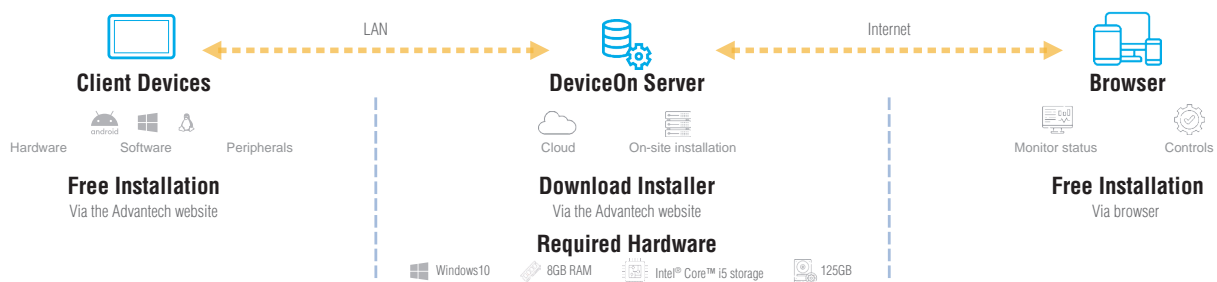 LAN
Internet
Client Devices
DeviceOn Server
Browser
android
Hardware
Software
Peripherals
Cloud
On-site installation
Monitor status
Controls
Free Installation
Via the Advantech website
Download Installer
Via the Advantech website
Free Installation
Via browser
Required Hardware
Windows10
8GB RAM
Intel® Core™ i5 storage
125GB